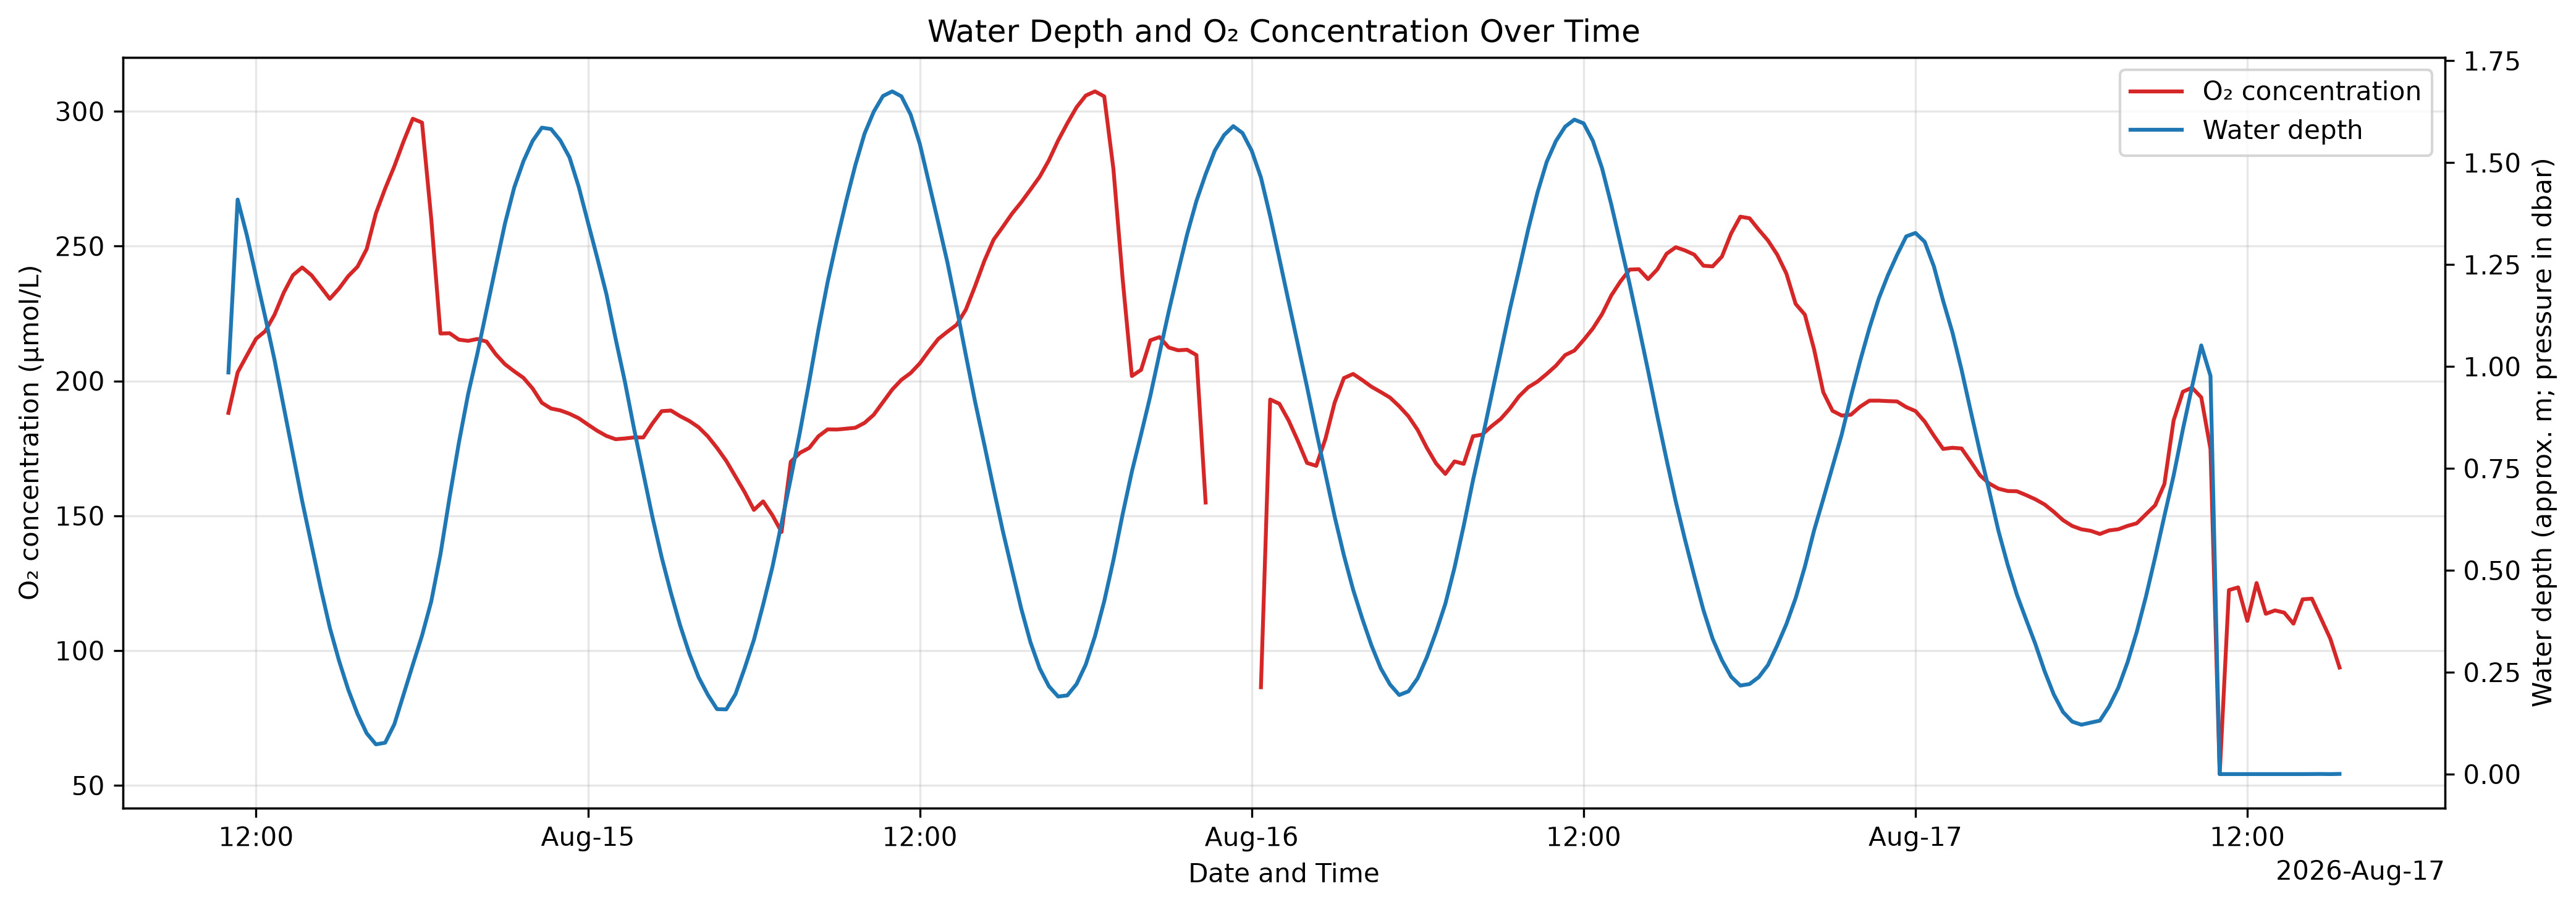 Water Depth and O₂ Concentration Over Time
O₂ concentration (µmol/L)
300
250
200
150
100
50
O₂ concentration
Water depth
1.75
1.50
1.25
1.00
0.75
0.50
0.25
0.00
Water depth (approx. m; pressure in dbar)
12:00
Aug-15
12:00
Aug-16
12:00
Aug-17
12:00
2026-Aug-17
Date and Time